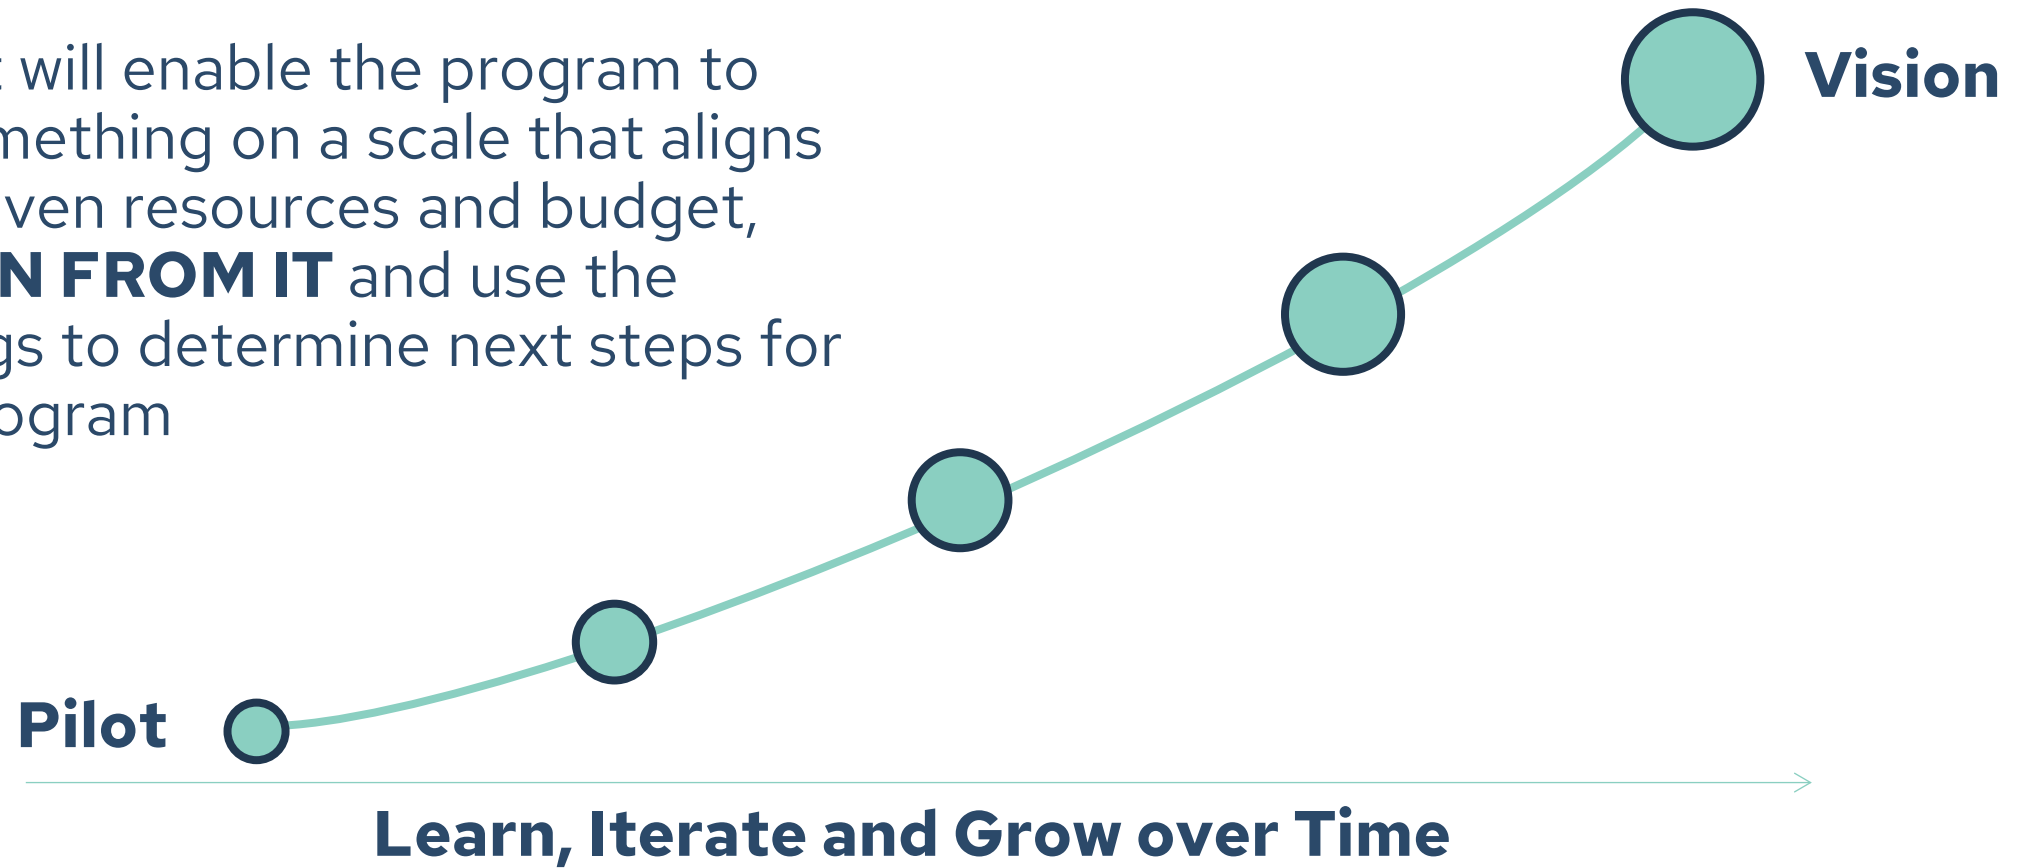 will enable the program to
mething on a scale that aligns
ven resources and budget,
N FROM IT and use the
gs to determine next steps for
ogram
Vision
Pilot
Learn, Iterate and Grow over Time